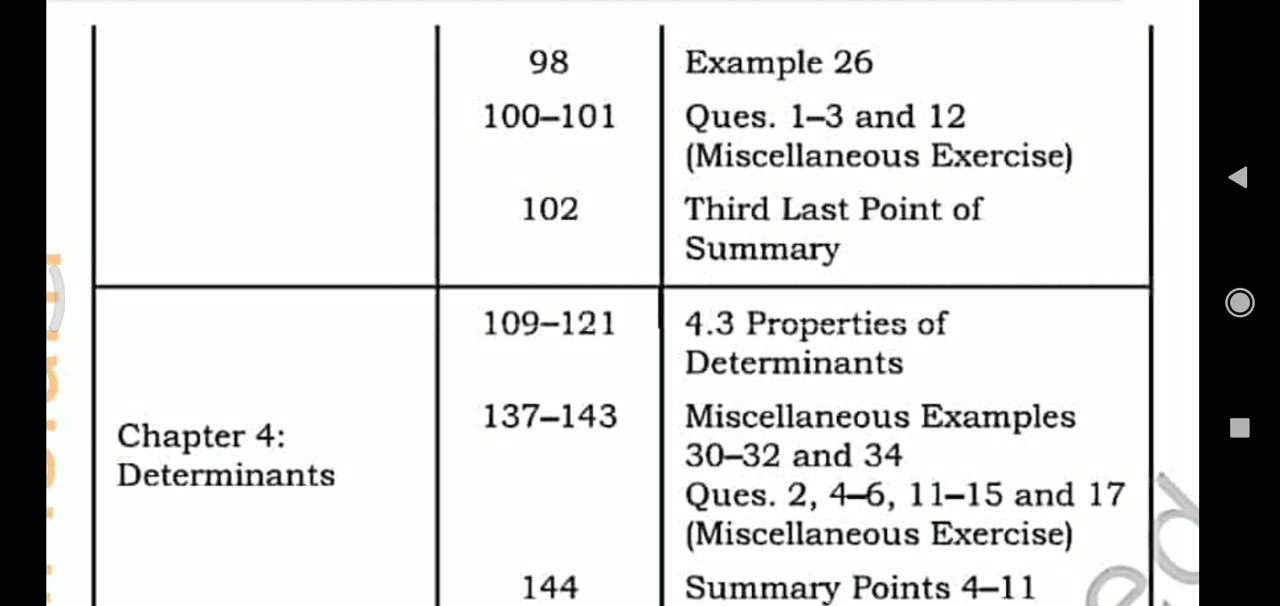 98 Example 26
100–101 Ques. 1–3 and 12
(Miscellaneous Exercise)
102 Third Last Point of
Summary
109–121 4.3 Properties of
Determinants
Chapter 4:
Determinants
137–143 Miscellaneous Examples
30–32 and 34
Ques. 2, 4–6, 11–15 and 17
(Miscellaneous Exercise)
144 Summary Points 4–11
ed